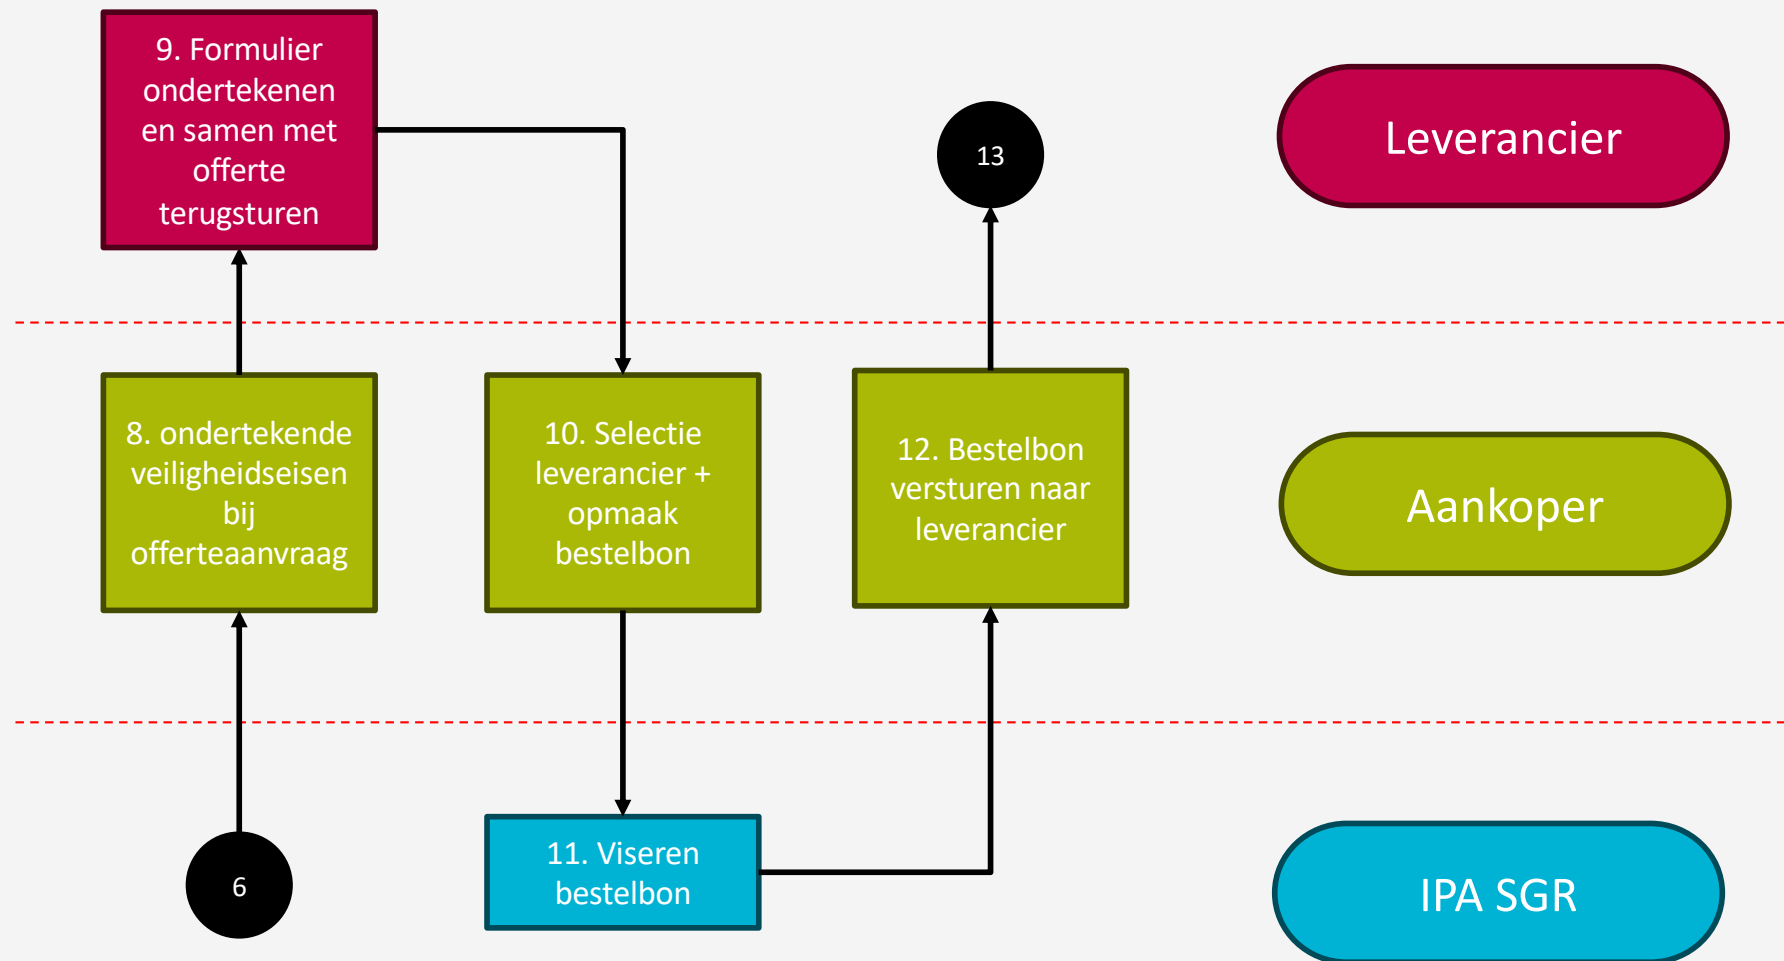 9. Formulier
ondertekenen
en samen met
offerte
terugsturen
13
Leverancier
8. ondertekende
veiligheidseisen
bij
offerteaanvraag
10. Selectie
leverancier +
opmaak
bestelbon
12. Bestelbon
versturen naar
leverancier
Aankoper
6
11. Viseren
bestelbon
IPA SGR